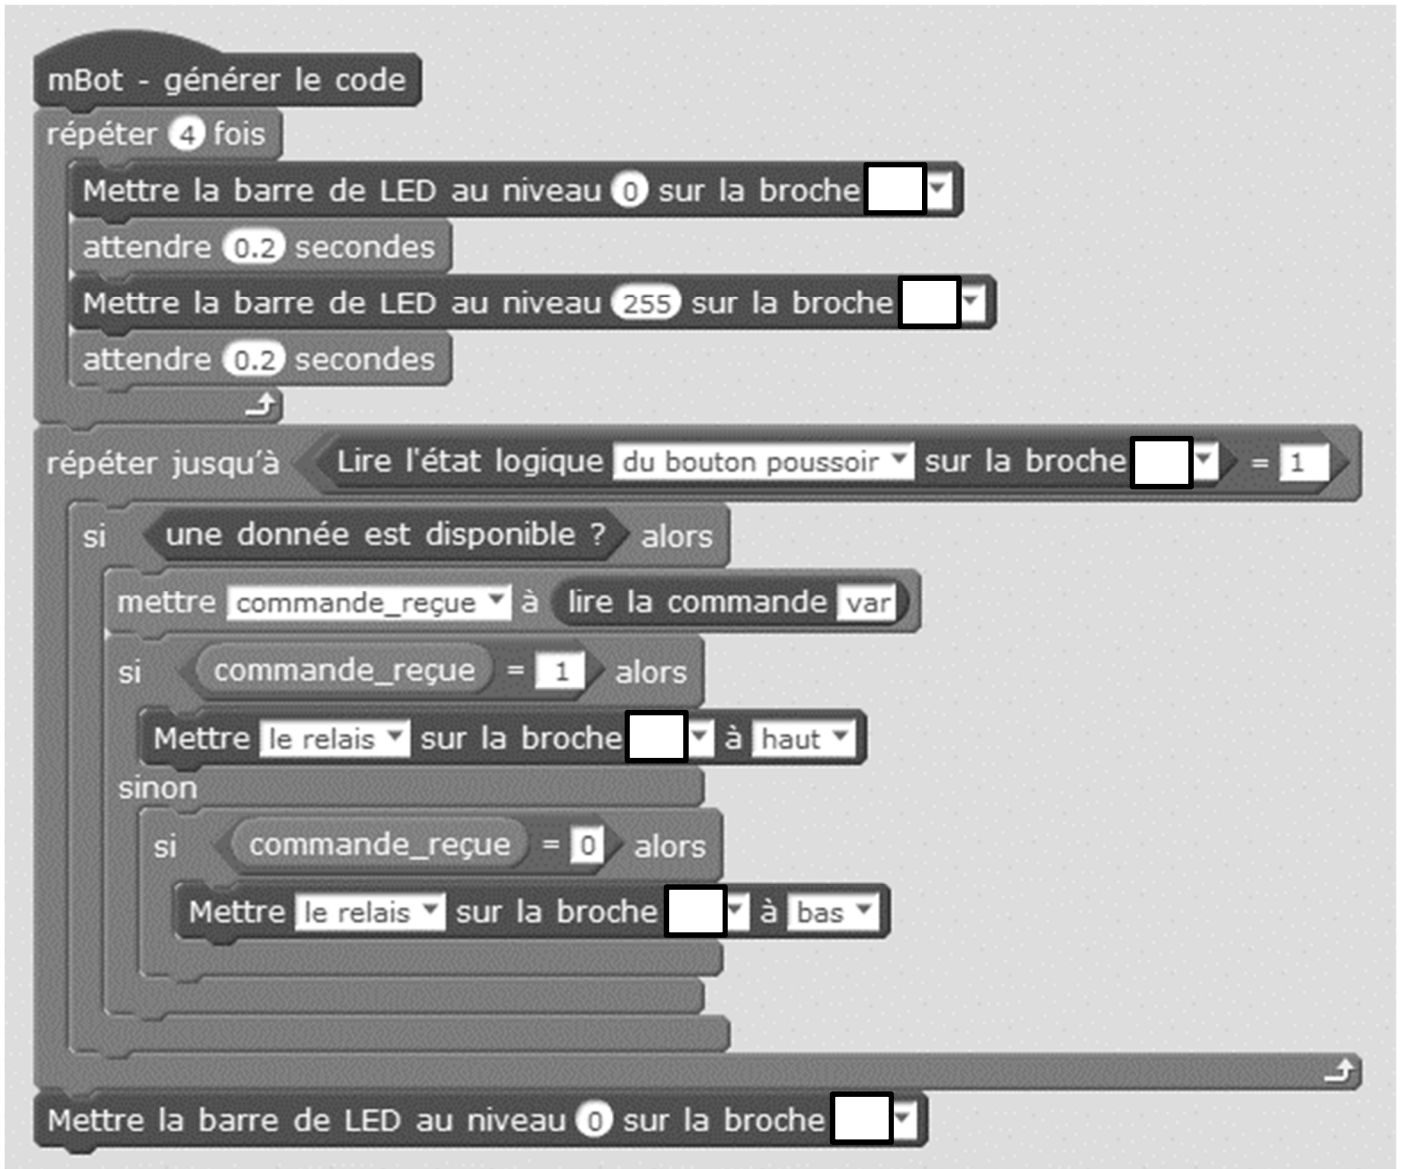 mBot - générer le code
répéter 4 fois
Mettre la barre de LED au niveau 0 sur la broche
attendre 0.2 secondes
Mettre la barre de LED au niveau 255 sur la broche
attendre 0.2 secondes
répéter jusqu'à Lire l'état logique du bouton poussoir sur la broche = 1
si une donnée est disponible ? alors
mettre commande_reçue à lire la commande var
si commande_reçue = 1 alors
Mettre le relais sur la broche à haut
sinon
si commande_reçue = 0 alors
Mettre le relais sur la broche à bas
Mettre la barre de LED au niveau 0 sur la broche